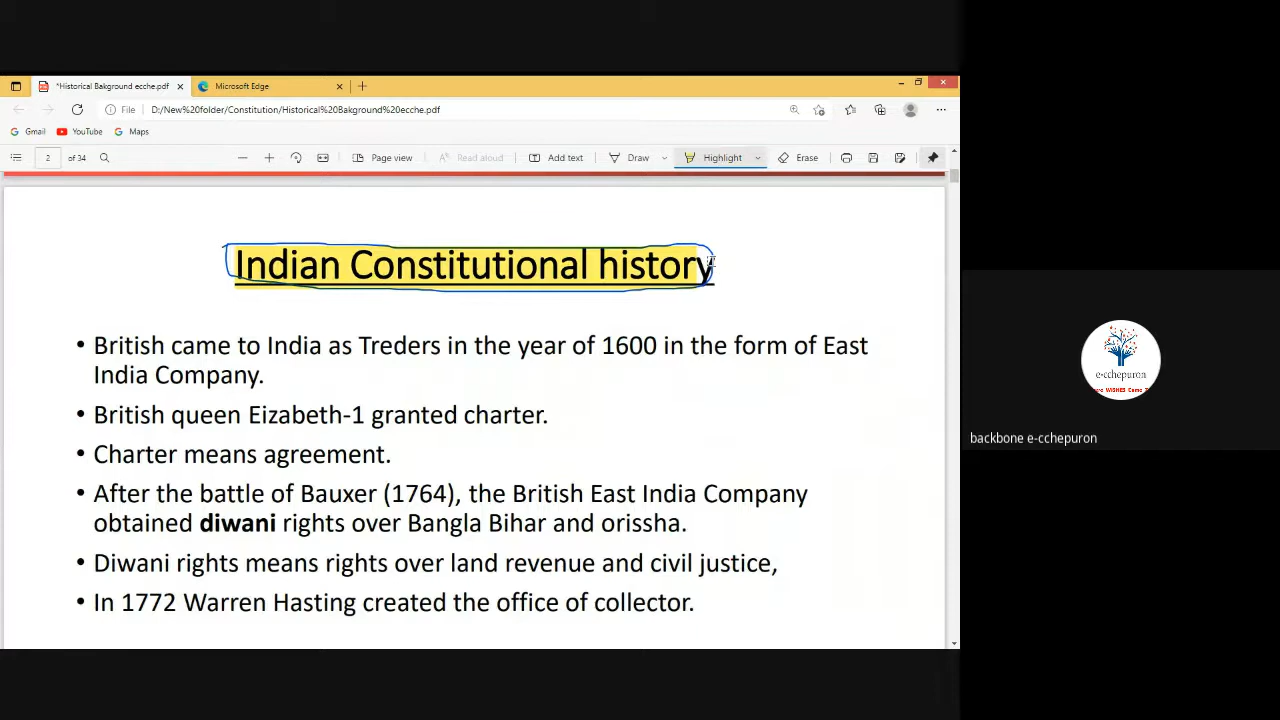 *Historical Bakground ecche.pdf
Microsoft Edge
File
D:/New%20folder/Constitution/Historical%20Bakground%20ecche.pdf
Gmail YouTube Maps
2 of 34
Page view
Read aloud
Add text
Draw
Highlight
Erase
Indian Constitutional history
• British came to India as Treders in the year of 1600 in the form of East
India Company.
• British queen Eizabeth-1 granted charter.
• Charter means agreement.
• After the battle of Bauxer (1764), the British East India Company
obtained diwani rights over Bangla Bihar and orissha.
• Diwani rights means rights over land revenue and civil justice,
• In 1772 Warren Hasting created the office of collector.
e-cchepuron
WISHES Come
backbone e-cchepuron